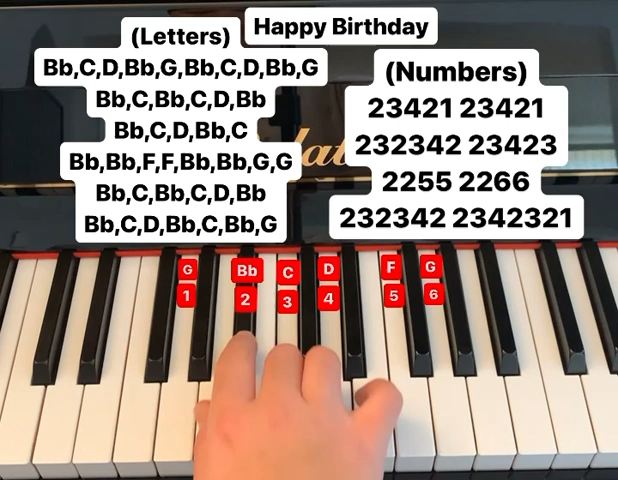 Happy Birthday
(Letters)
Bb,C,D,Bb,G,Bb,C,D,Bb,G
Bb,C,Bb,C,D,Bb
Bb,C,D,Bb,C
Bb,Bb,F,F,Bb,Bb,G,G
Bb,C,Bb,C,D,Bb
Bb,C,D,Bb,C,Bb,G
(Numbers)
23421 23421
232342 23423
2255 2266
232342 2342321
G Bb C D F G
1 2 3 4 5 6